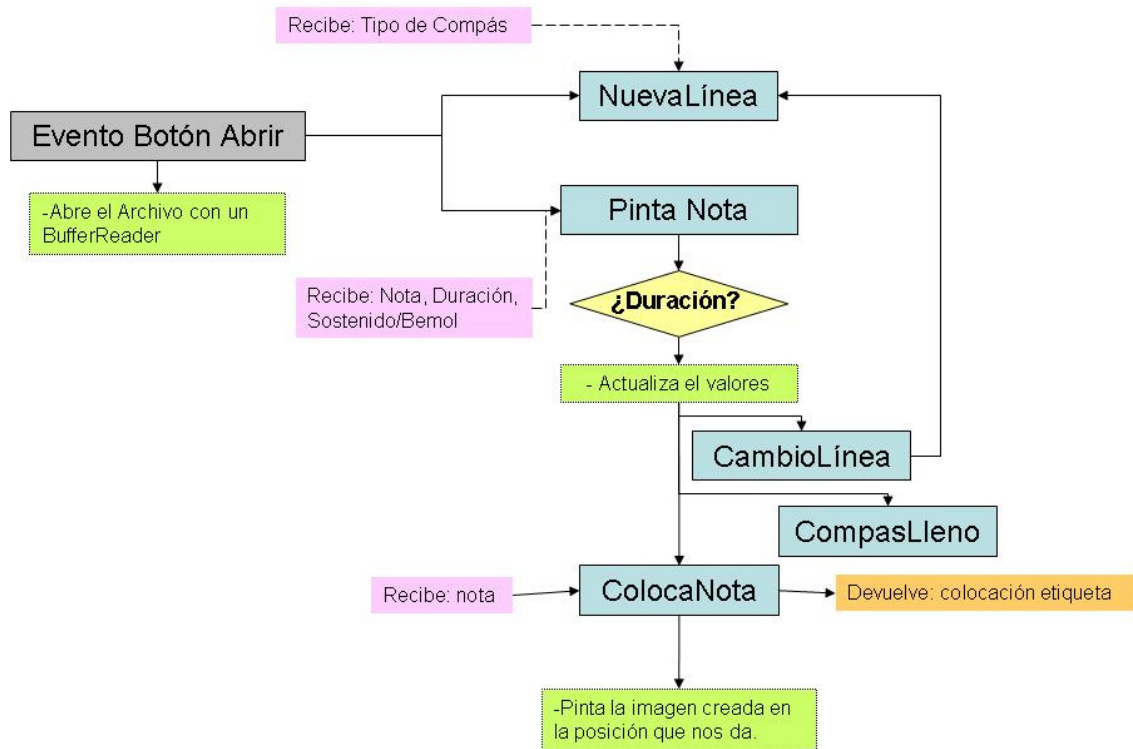 Recibe: Tipo de Compás
NuevaLínea
Evento Botón Abrir
-Abre el Archivo con un
BufferReader
Pinta Nota
Recibe: Nota, Duración,
Sostenido/Bemol
¿Duración?
- Actualiza el valores
CambioLínea
CompasLleno
Recibe: nota
ColocaNota
Devuelve: colocación etiqueta
-Pinta la imagen creada en
la posición que nos da.